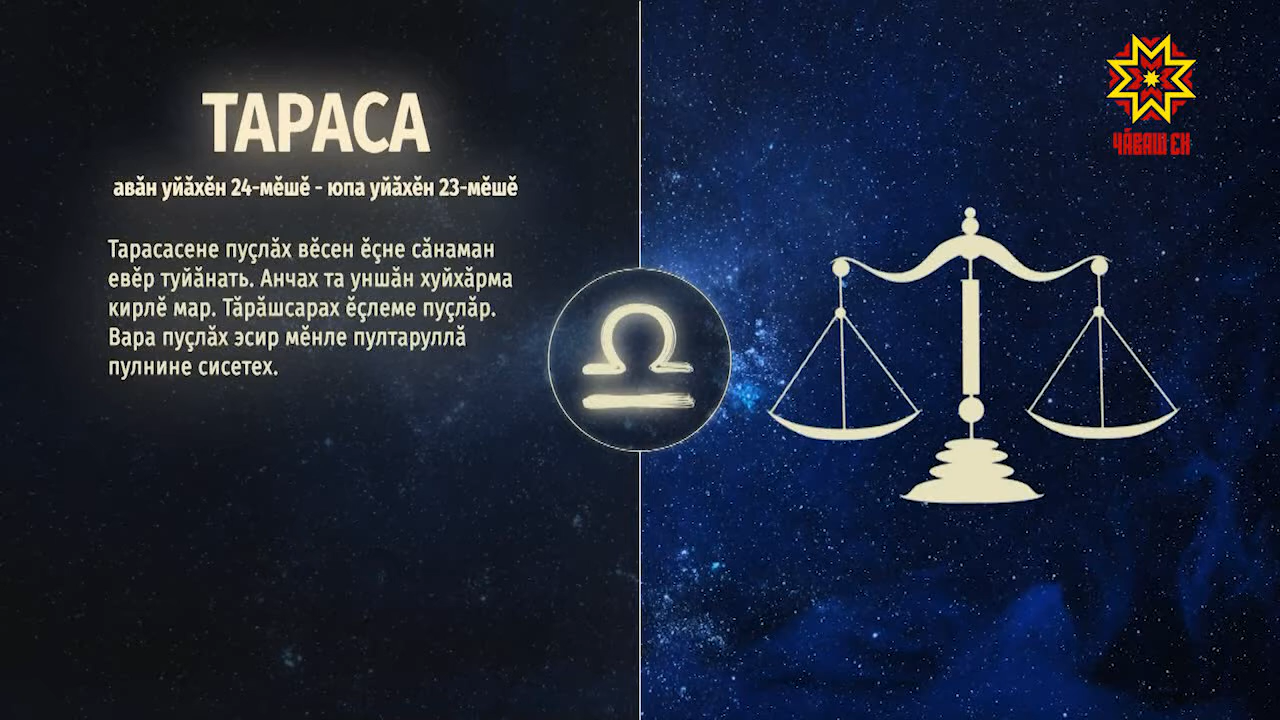 ТАРАСА
авӑн уйӑхӗн 24-мӗшӗ - юпа уйӑхӗн 23-мӗшӗ
Тарасасене пуҫлӑх вӗсен ӗҫне сӑнаман
евӗр туйӑнать. Анчах та уншӑн хуйхӑрма
кирлӗ мар. Тӑрӑшсарах ӗҫлеме пуҫлӑр.
Вара пуҫлӑх эсир мӗнле пултаруллӑ
пулнине сисетех.
ЧӐВАШ ЕН